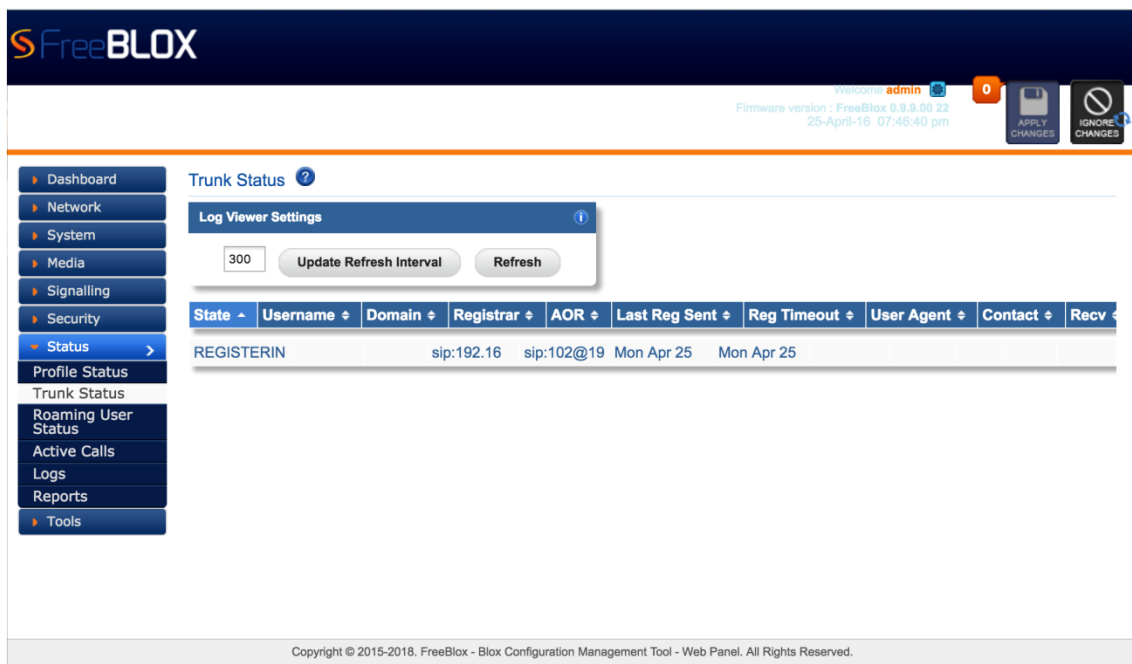 FreeBLOX
Welcome admin
0
Firmware version : FreeBlox 0.9.9.00 22
25-April-16 07:46:40 pm
APPLY
CHANGES
IGNORE
CHANGES
Dashboard
Network
System
Media
Signalling
Security
Status
Profile Status
Trunk Status
Roaming User
Status
Active Calls
Logs
Reports
Tools
Trunk Status ?
Log Viewer Settings
300 Update Refresh Interval Refresh
State Username Domain Registrar AOR Last Reg Sent Reg Timeout User Agent Contact Recv
REGISTERIN sip:192.16 sip:102@19 Mon Apr 25 Mon Apr 25
Copyright © 2015-2018. FreeBlox - Blox Configuration Management Tool - Web Panel. All Rights Reserved.